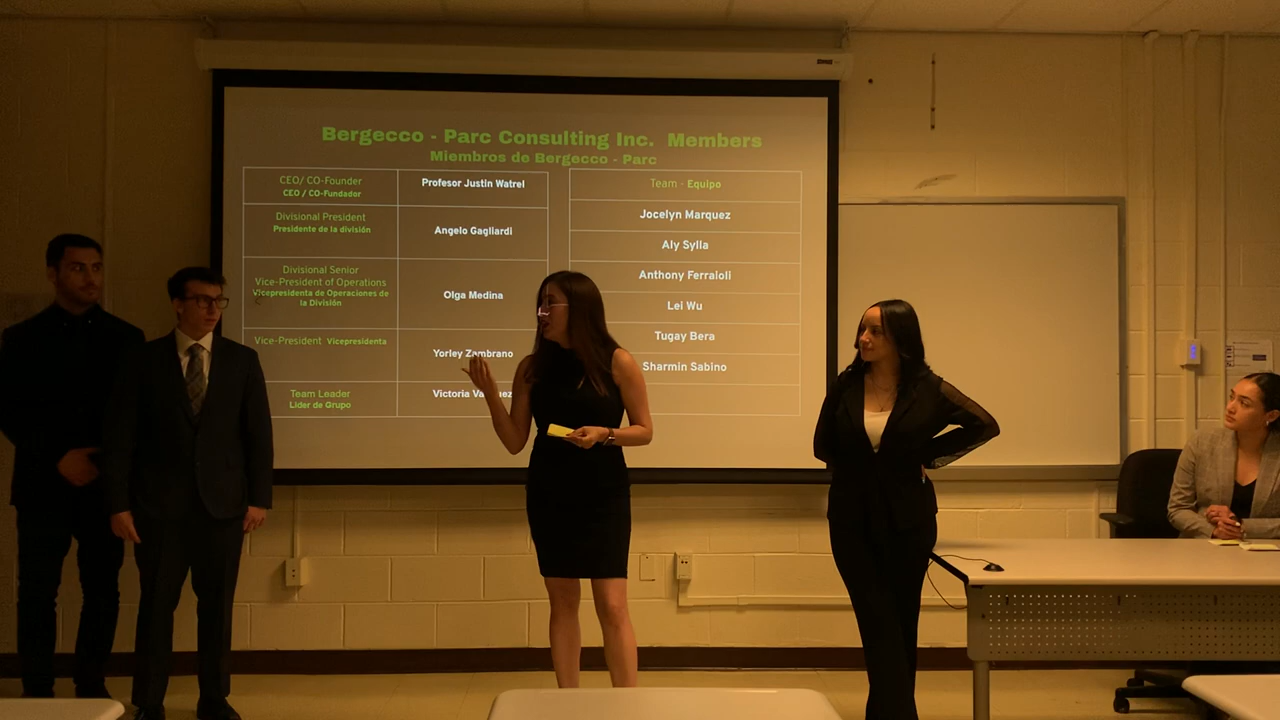 Bergecco - Parc Consulting Inc. Members
Miembros de Bergecco - Parc
CEO/ CO-Founder
CEO / CO-Fundador
Profesor Justin Watrel
Divisional President
Presidente de la división
Angelo Gagliardi
Divisional Senior
Vice-President of Operations
Vicepresidenta de Operaciones de
la División
Olga Medina
Vice-President Vicepresidenta
Yorley Zambrano
Team Leader
Líder de Grupo
Victoria
Team - Equipo
Jocelyn Marquez
Aly Sylla
Anthony Ferraioli
Lei Wu
Tugay Bera
Sharmin Sabino